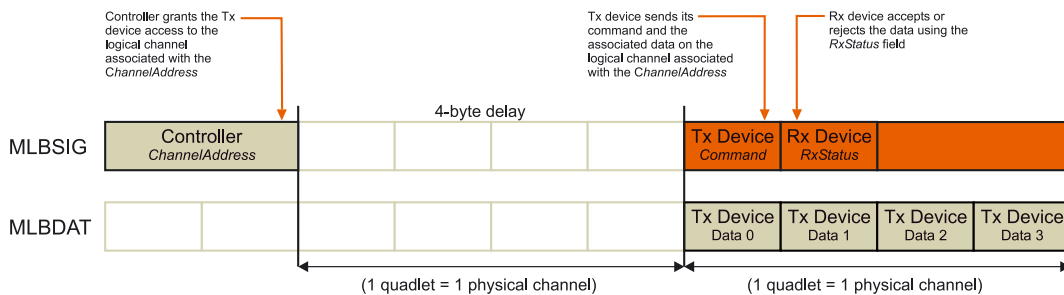 Controller grants the Tx
device access to the
logical channel
associated with the
ChannelAddress
Tx device sends its
command and the
associated data on the
logical channel associated
with the ChannelAddress
Rx device accepts or
rejects the data using the
RxStatus field
4-byte delay
MLBSIG
Controller
ChannelAddress
Tx Device
Command
Rx Device
RxStatus
MLBDAT
Tx Device
Data 0
Tx Device
Data 1
Tx Device
Data 2
Tx Device
Data 3
(1 quadlet = 1 physical channel)
(1 quadlet = 1 physical channel)